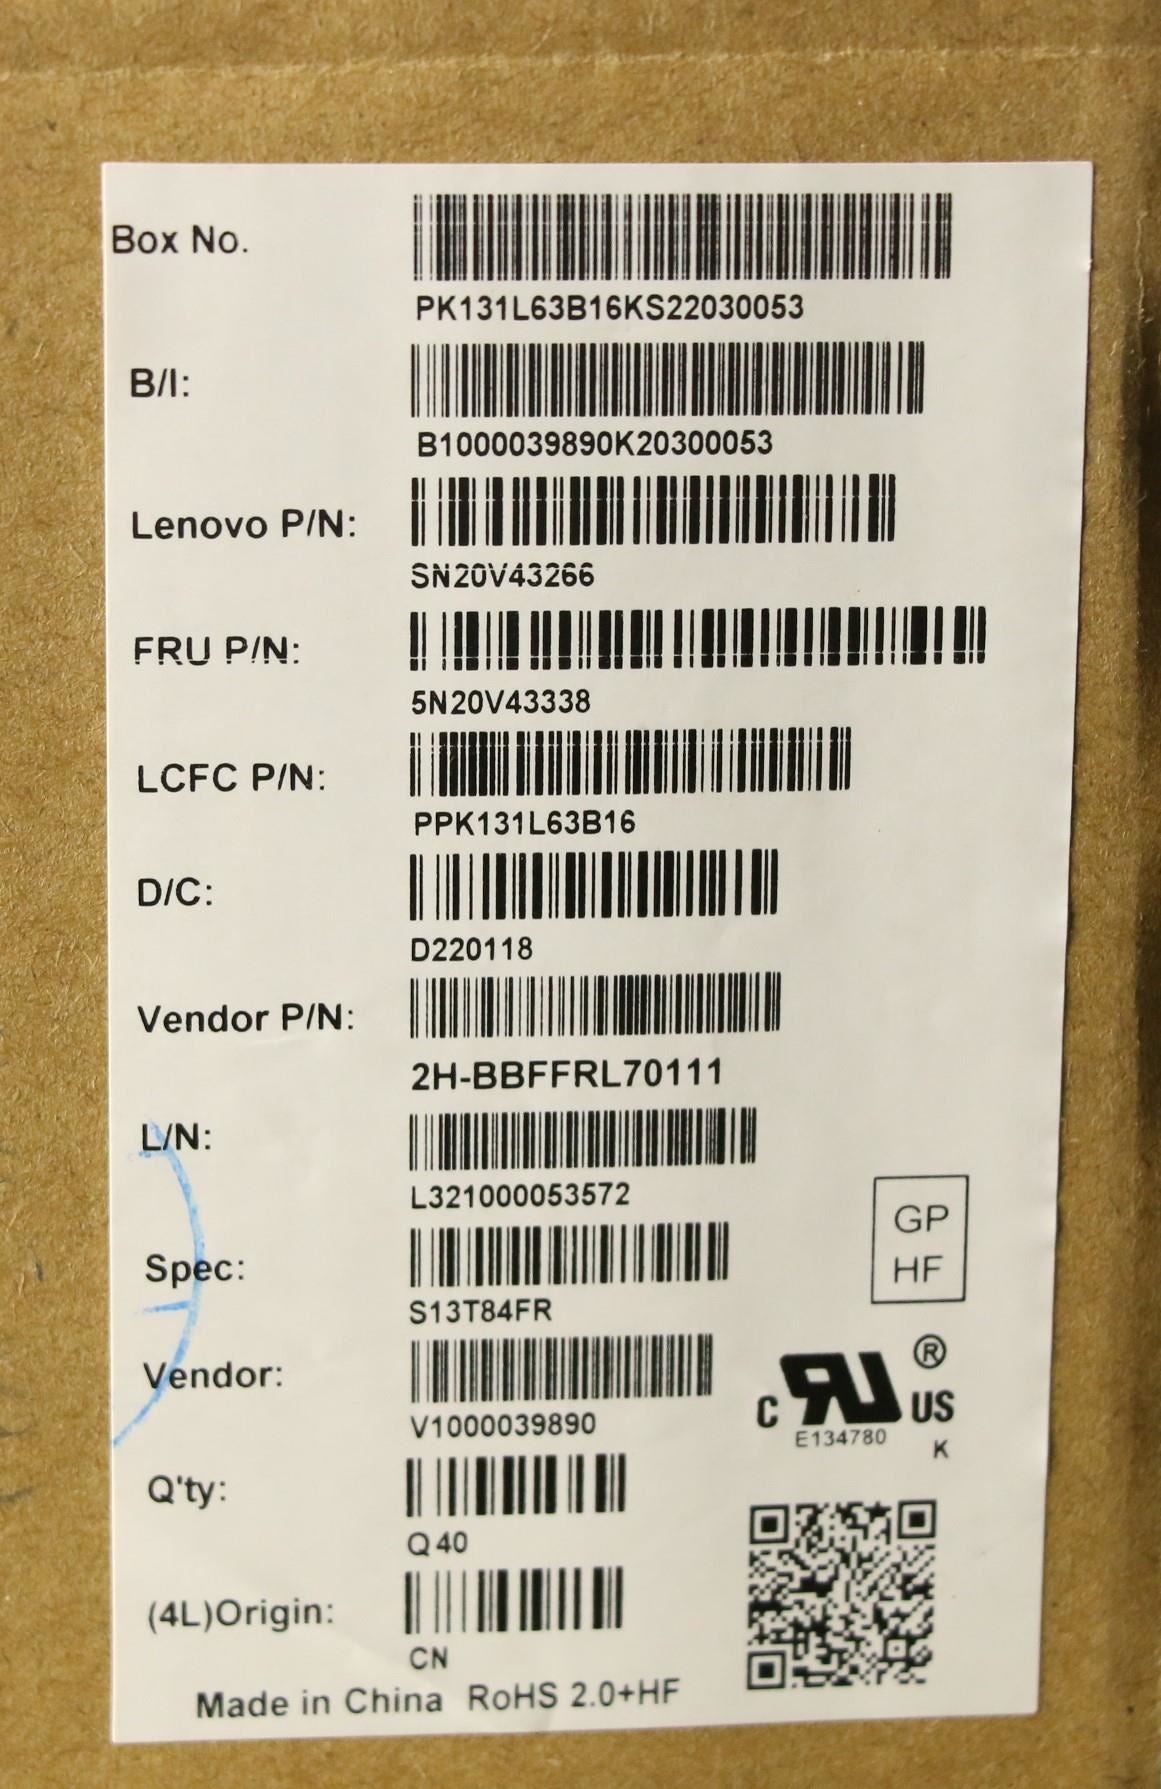 Box No.
PK131L63B16KS22030053
B/I:
B1000039890K20300053
Lenovo P/N:
SN20V43266
FRU P/N:
5N20V43338
LCFC P/N:
PPK131L63B16
D/C:
D220118
Vendor P/N:
2H-BBFFRL70111
L/N:
L321000053572
Spec:
S13T84FR
GP
HF
Vendor:
V1000039890
®
C RU US
E134780
K
Q'ty:
Q40
(4L)Origin:
CN
Made in China RoHS 2.0+HF